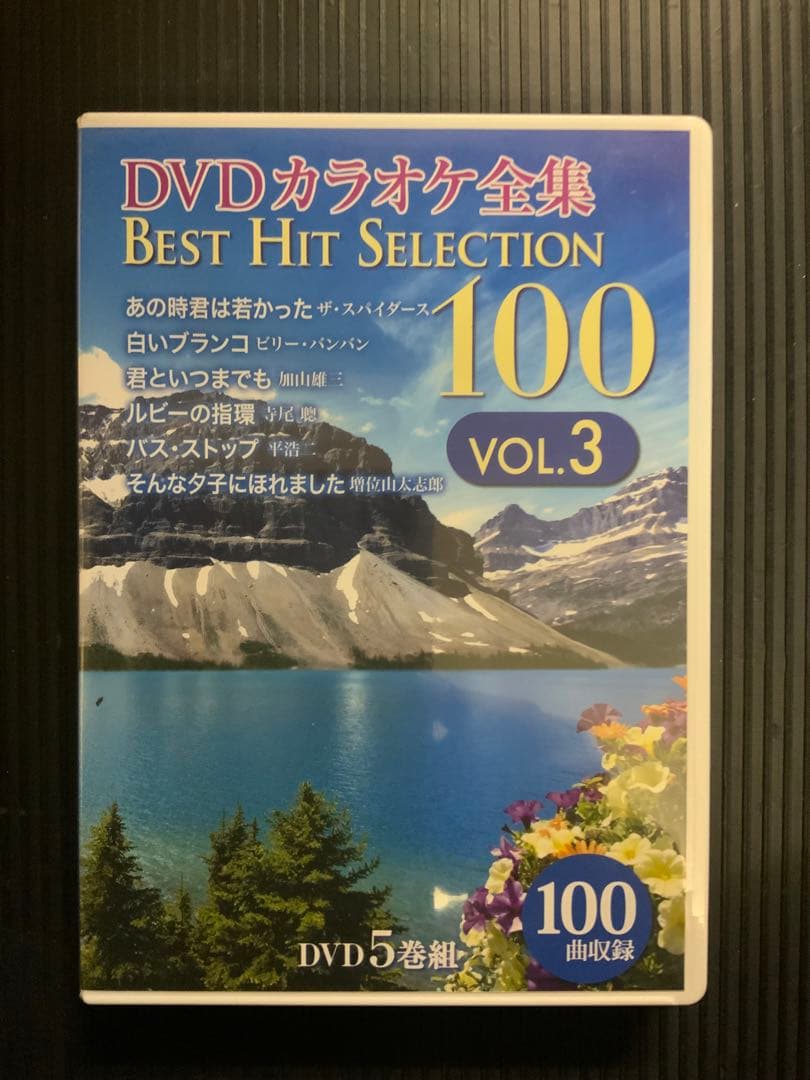 DVDカラオケ全集
BEST HIT SELECTION
100
VOL.3
あの時君は若かった ザ・スパイダース
白いブランコ ビリー・バンバン
君といつまでも 加山雄三
ルビーの指環 寺尾 聰
バス・ストップ 平浩二
そんな夕子にほれました 増位山太志郎
DVD5巻組
100
曲収録